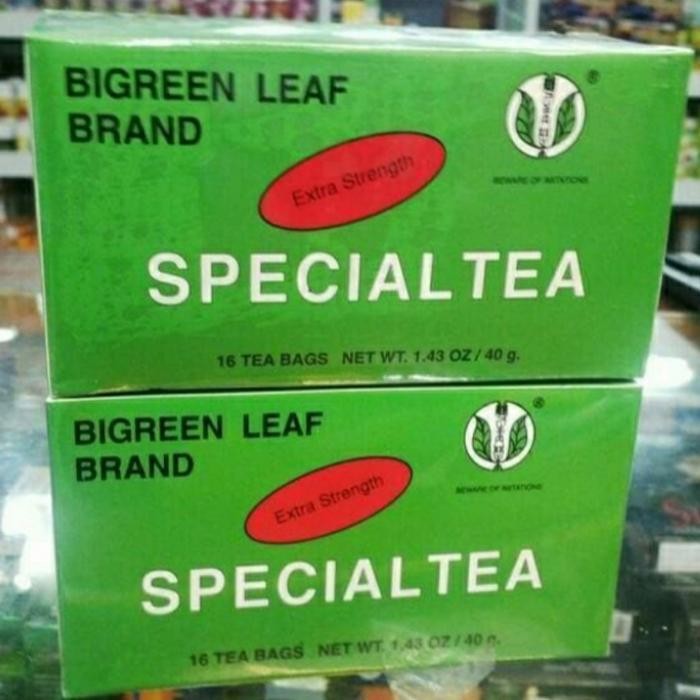 BIGREEN LEAF
BRAND
®
BEWARE OF IMITATIONS
Extra Strength
SPECIALTEA
16 TEA BAGS NET WT. 1.43 OZ / 40 g.
BIGREEN LEAF
BRAND
®
BEWARE OF IMITATIONS
Extra Strength
SPECIALTEA
16 TEA BAGS NET WT. 1.43 OZ / 40 g.